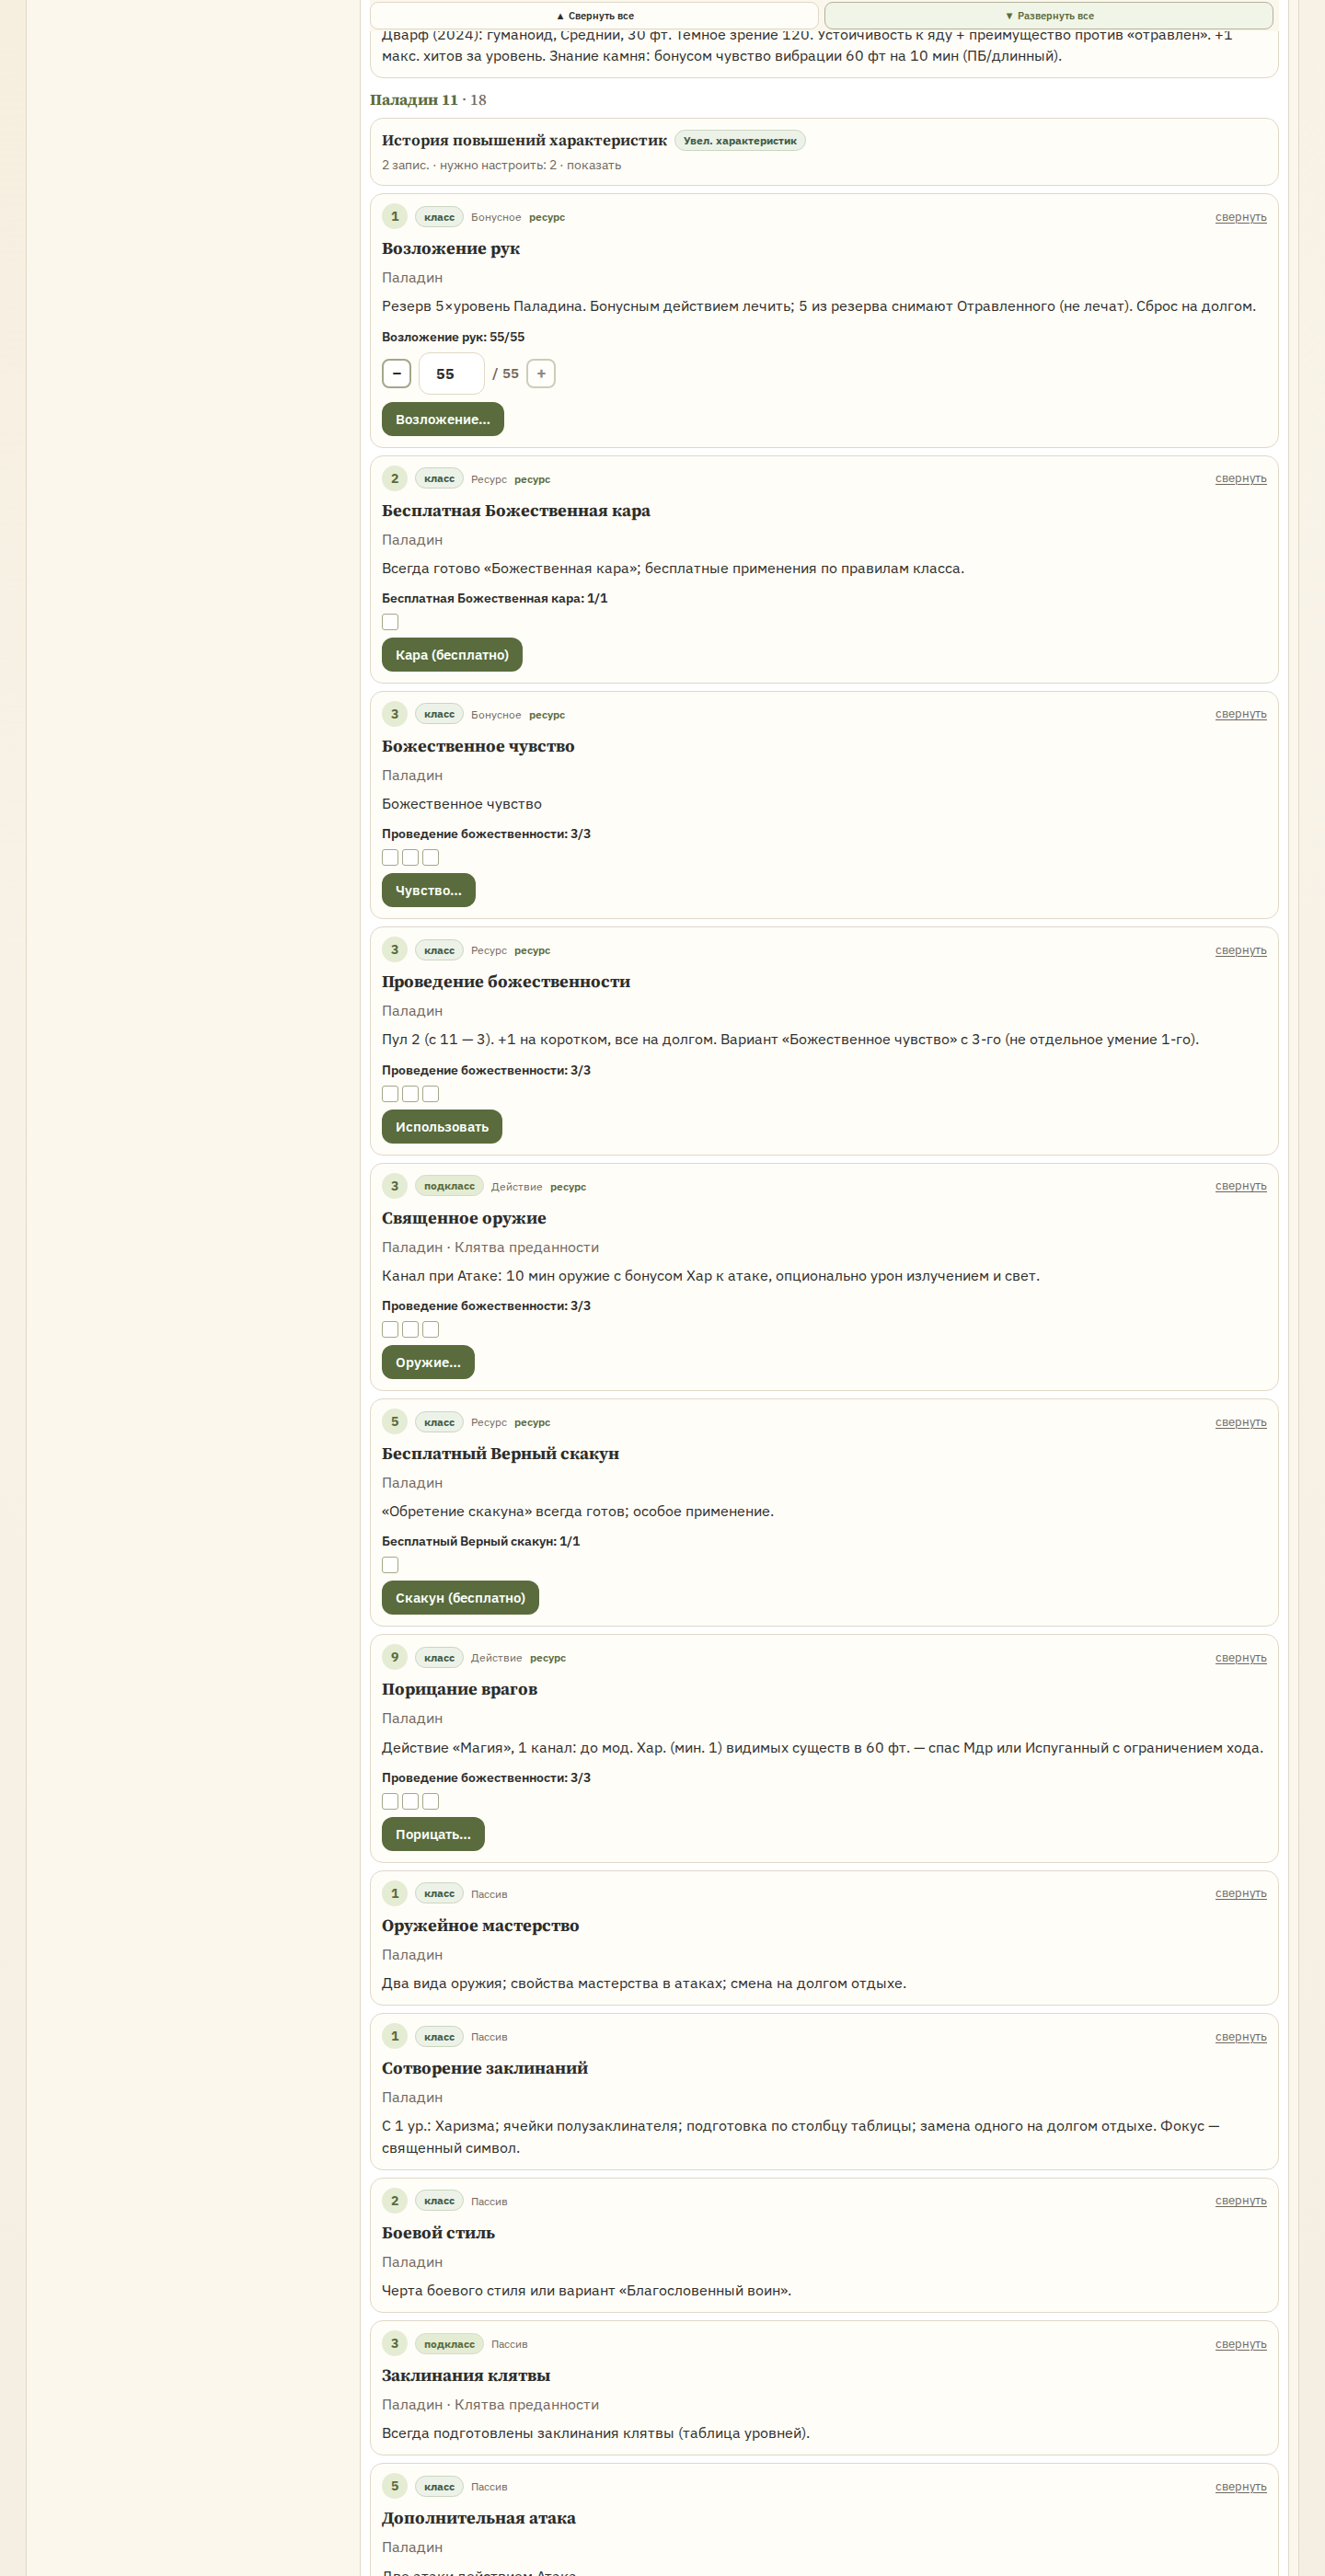 ▲ Свернуть все
▼ Развернуть все
Дварф (2024): гуманоид, Средний, 30 фт. Тёмное зрение 120. Устойчивость к яду + преимущество против «отравлен». +1
макс. хитов за уровень. Знание камня: бонусом чувство вибрации 60 фт на 10 мин (ПБ/длинный).
Паладин 11 · 18
История повышений характеристик Увел. характеристик
2 запис. · нужно настроить: 2 · показать
1 класс Бонусное ресурс свернуть
Возложение рук
Паладин
Резерв 5×уровень Паладина. Бонусным действием лечить; 5 из резерва снимают Отравленного (не лечат). Сброс на долгом.
Возложение рук: 55/55
− 55 / 55 +
Возложение...
2 класс Ресурс ресурс свернуть
Бесплатная Божественная кара
Паладин
Всегда готово «Божественная кара»; бесплатные применения по правилам класса.
Бесплатная Божественная кара: 1/1
Кара (бесплатно)
3 класс Бонусное ресурс свернуть
Божественное чувство
Паладин
Божественное чувство
Проведение божественности: 3/3
Чувство...
3 класс Ресурс ресурс свернуть
Проведение божественности
Паладин
Пул 2 (с 11 — 3). +1 на коротком, все на долгом. Вариант «Божественное чувство» с 3-го (не отдельное умение 1-го).
Проведение божественности: 3/3
Использовать
3 подкласс Действие ресурс свернуть
Священное оружие
Паладин · Клятва преданности
Канал при Атаке: 10 мин оружие с бонусом Хар к атаке, опционально урон излучением и свет.
Проведение божественности: 3/3
Оружие...
5 класс Ресурс ресурс свернуть
Бесплатный Верный скакун
Паладин
«Обретение скакуна» всегда готов; особое применение.
Бесплатный Верный скакун: 1/1
Скакун (бесплатно)
9 класс Действие ресурс свернуть
Порицание врагов
Паладин
Действие «Магия», 1 канал: до мод. Хар. (мин. 1) видимых существ в 60 фт. — спас Мдр или Испуганный с ограничением хода.
Проведение божественности: 3/3
Порицать...
1 класс Пассив свернуть
Оружейное мастерство
Паладин
Два вида оружия; свойства мастерства в атаках; смена на долгом отдыхе.
1 класс Пассив свернуть
Сотворение заклинаний
Паладин
С 1 ур.: Харизма; ячейки полузаклинателя; подготовка по столбцу таблицы; замена одного на долгом отдыхе. Фокус —
священный символ.
2 класс Пассив свернуть
Боевой стиль
Паладин
Черта боевого стиля или вариант «Благословенный воин».
3 подкласс Пассив свернуть
Заклинания клятвы
Паладин · Клятва преданности
Всегда подготовлены заклинания клятвы (таблица уровней).
5 класс Пассив свернуть
Дополнительная атака
Паладин
Две атаки действием Атака.